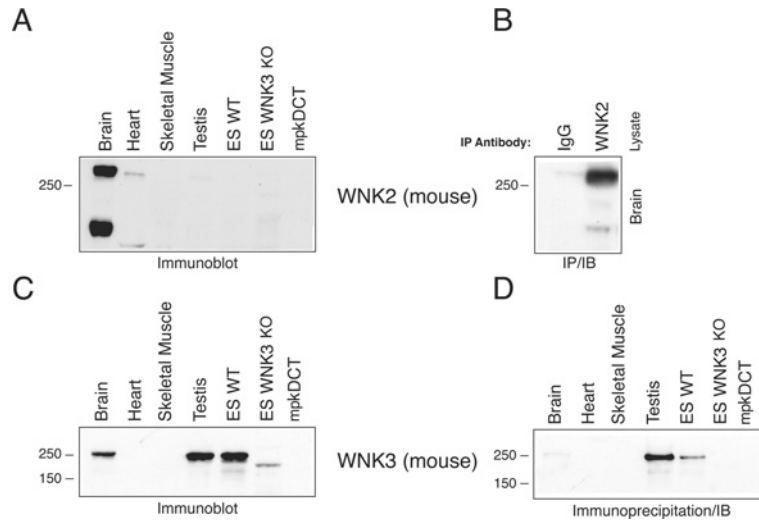 A
Brain
Heart
Skeletal Muscle
Testis
ES WT
ES WNK3 KO
mpkDCT
250
Immunoblot
WNK2 (mouse)
B
IP Antibody:
IgG
WNK2
Lysate
250
Brain
IP/IB
C
Brain
Heart
Skeletal Muscle
Testis
ES WT
ES WNK3 KO
mpkDCT
250
150
Immunoblot
WNK3 (mouse)
D
Brain
Heart
Skeletal Muscle
Testis
ES WT
ES WNK3 KO
mpkDCT
250
150
Immunoprecipitation/IB